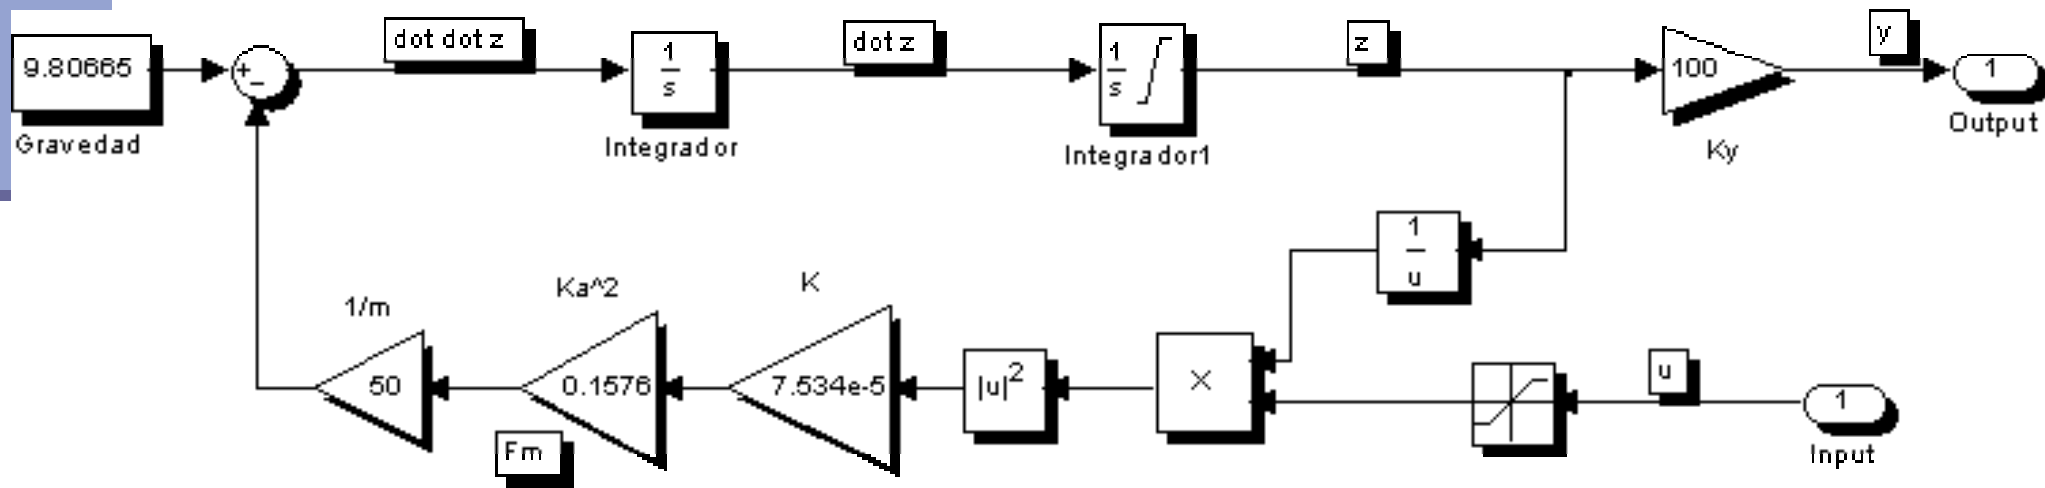 9.80665
Gravedad
+
−
dot dot z
1
s
Integrador
dot z
1
s
Integrador1
z
100
Ky
y
1
Output
1
u
1/m
50
Ka^2
0.1576
Fm
K
7.534e-5
|u|2
×
u
1
Input